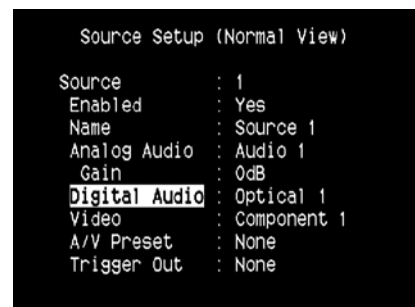 Source Setup (Normal View)
Source : 1
Enabled : Yes
Name : Source 1
Analog Audio : Audio 1
Gain : 0dB
Digital Audio : Optical 1
Video : Component 1
A/V Preset : None
Trigger Out : None